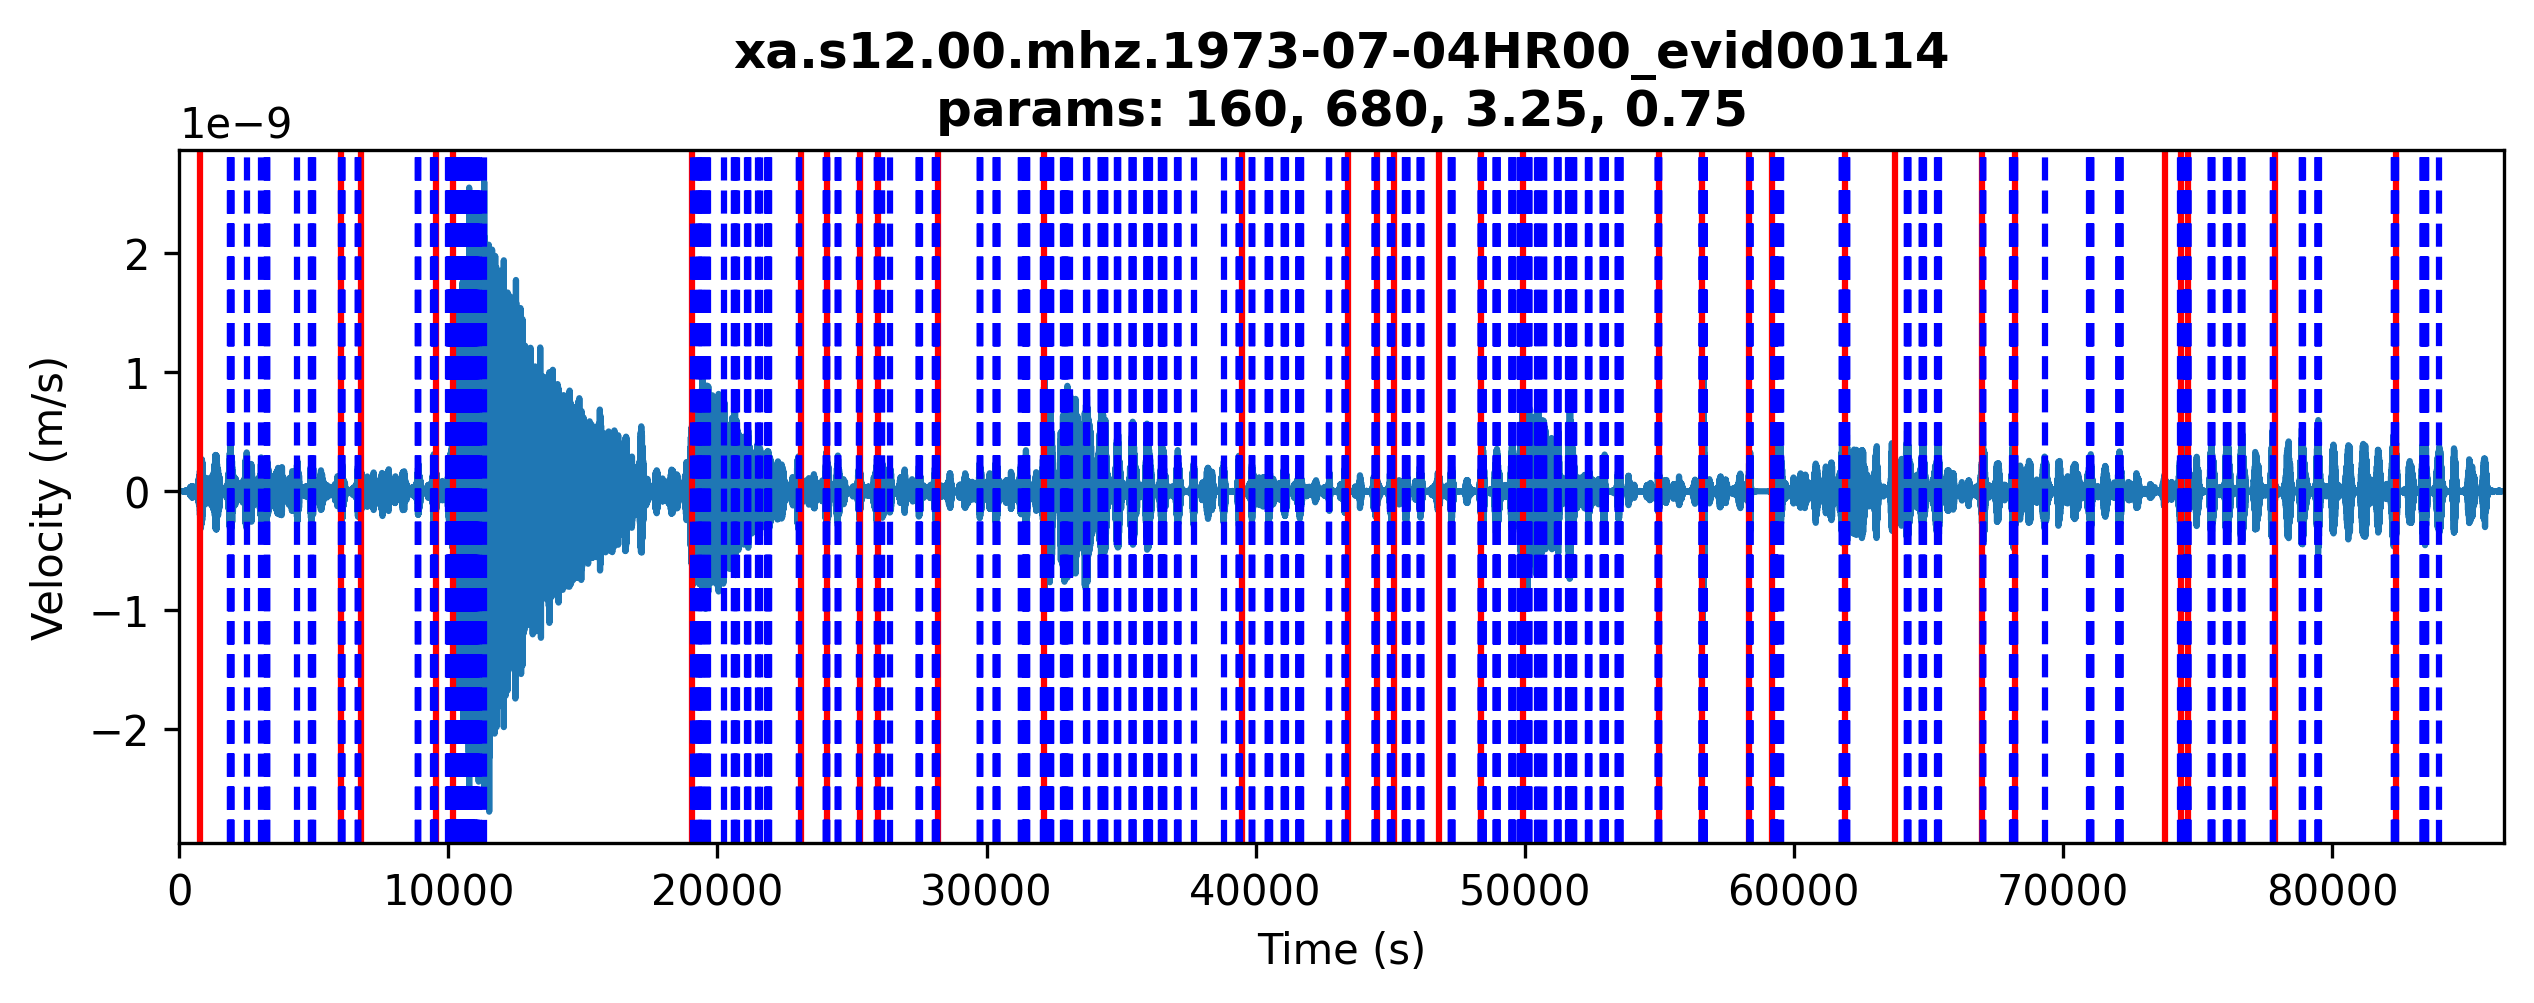 xa.s12.00.mhz.1973-07-04HR00_evid00114
params: 160, 680, 3.25, 0.75
1e−9
2
1
0
−1
−2
Velocity (m/s)
0 10000 20000 30000 40000 50000 60000 70000 80000
Time (s)